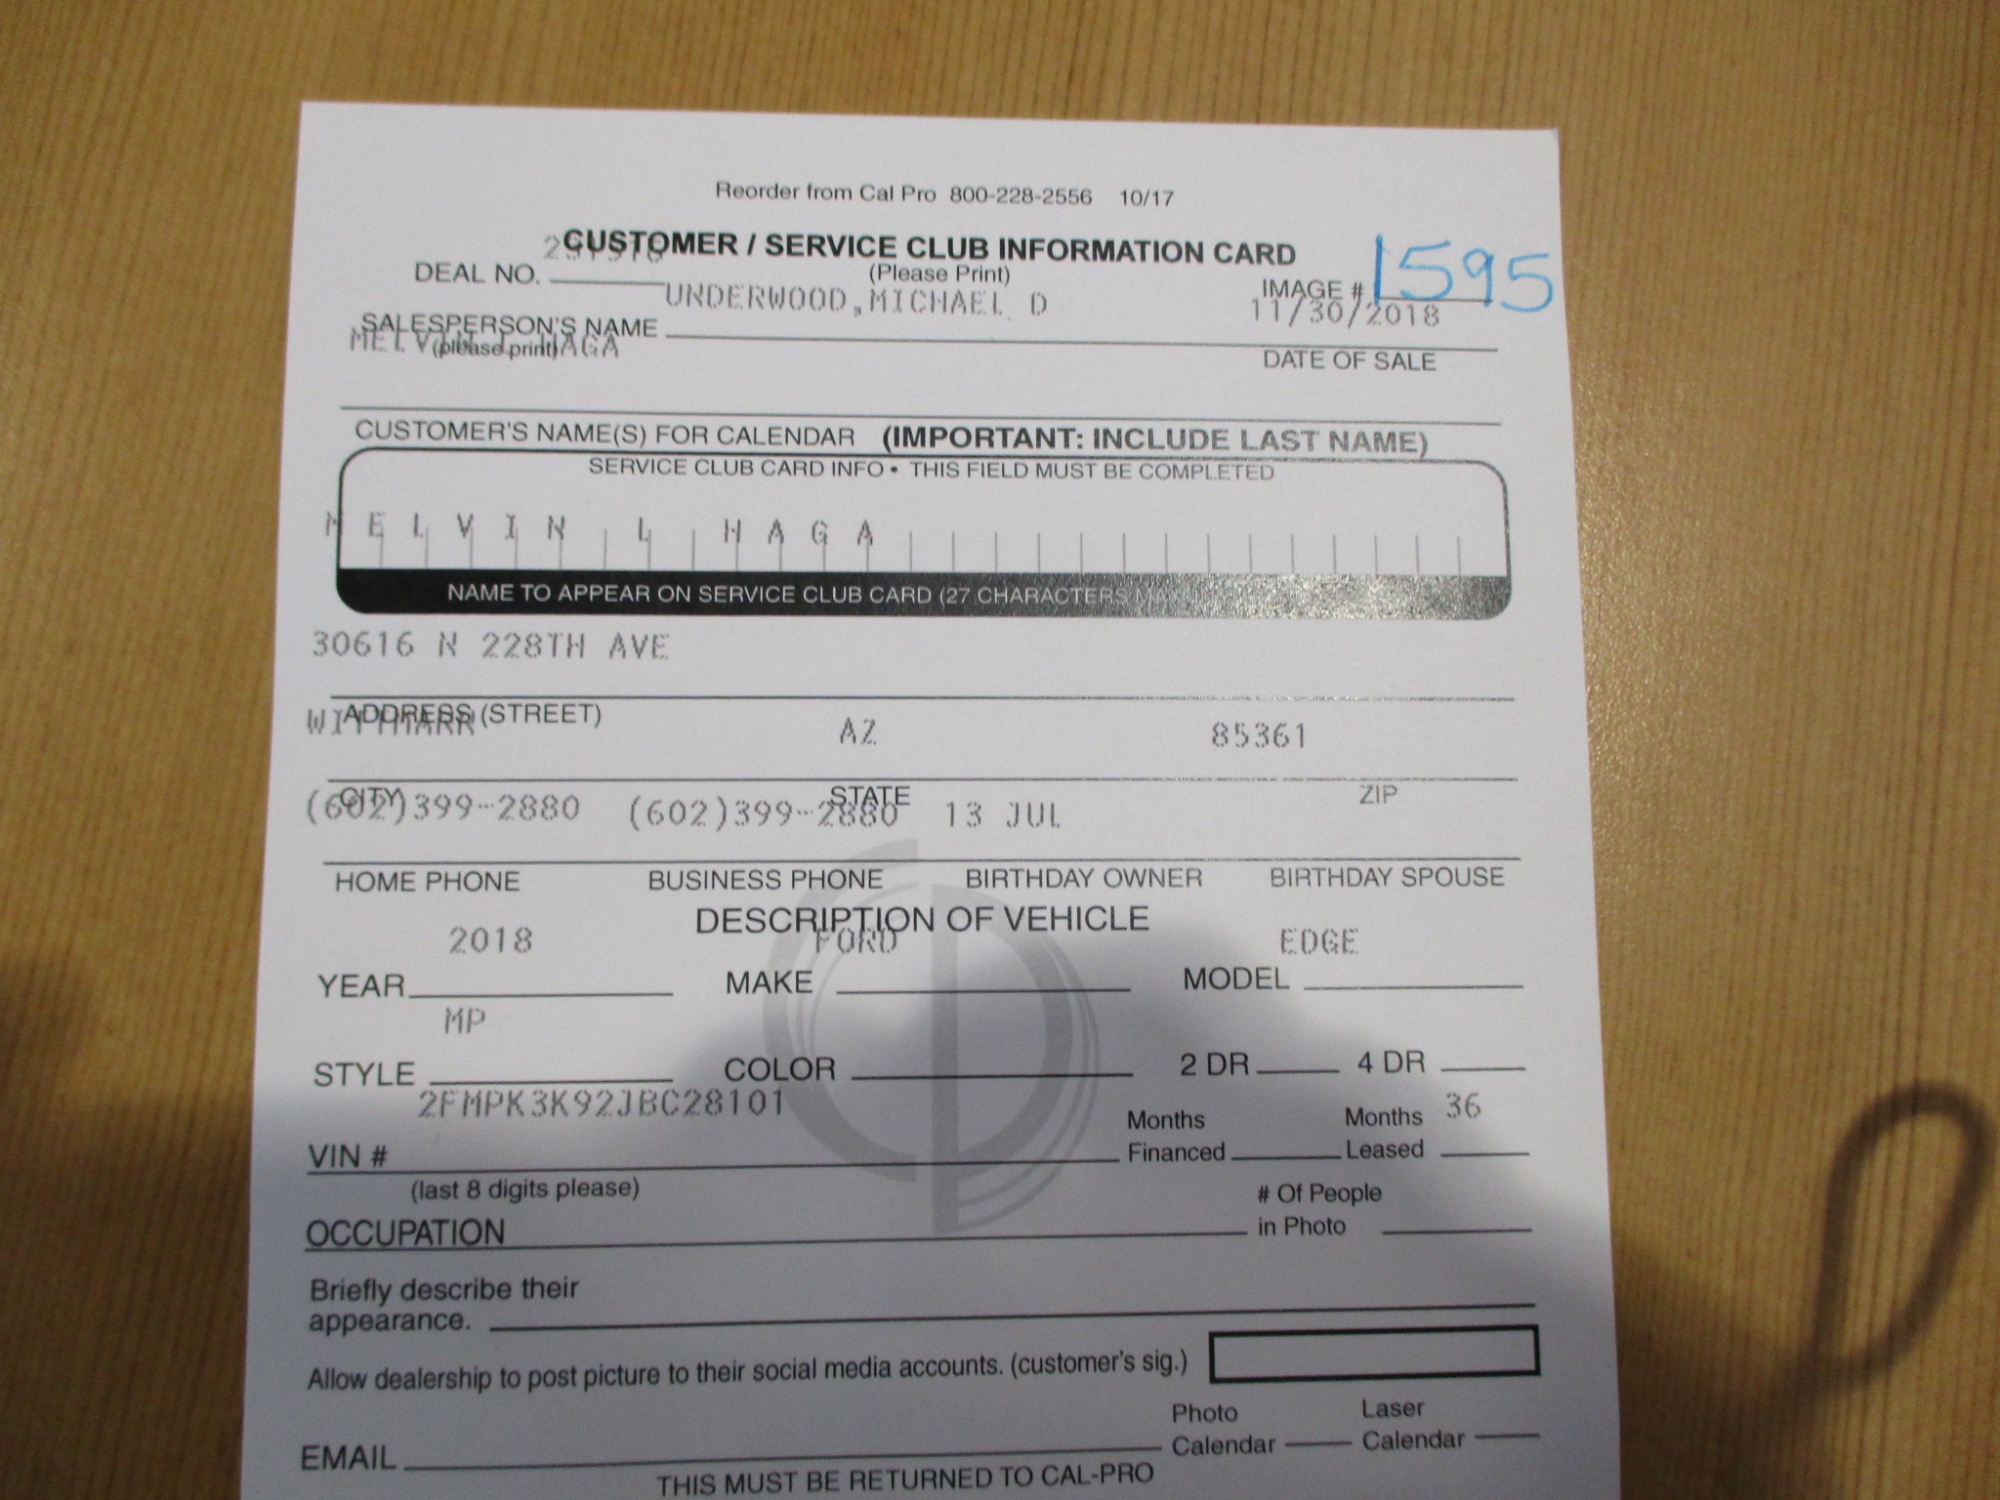 Reorder from Cal Pro 800-228-2556 10/17
CUSTOMER / SERVICE CLUB INFORMATION CARD
DEAL NO.
(Please Print)
IMAGE # 1595
UNDERWOOD,MICHAEL D
11/30/2018
SALESPERSON'S NAME
(please print)
MELVIN L HAGA
DATE OF SALE
CUSTOMER'S NAME(S) FOR CALENDAR (IMPORTANT: INCLUDE LAST NAME)
SERVICE CLUB CARD INFO • THIS FIELD MUST BE COMPLETED
M E L V I N L H A G A
NAME TO APPEAR ON SERVICE CLUB CARD (27 CHARACTERS
30616 N 228TH AVE
ADDRESS (STREET)
WITTMANN AZ 85361
CITY STATE ZIP
(602)399-2880 (602)399-2880 13 JUL
HOME PHONE BUSINESS PHONE BIRTHDAY OWNER BIRTHDAY SPOUSE
DESCRIPTION OF VEHICLE
2018 FORD EDGE
YEAR MAKE MODEL
MP
STYLE COLOR 2 DR 4 DR
2FMPK3K92JBC28101
Months Financed
Months Leased 36
VIN #
(last 8 digits please)
# Of People in Photo
OCCUPATION
Briefly describe their
appearance.
Allow dealership to post picture to their social media accounts. (customer's sig.)
Photo Calendar
Laser Calendar
EMAIL
THIS MUST BE RETURNED TO CAL-PRO